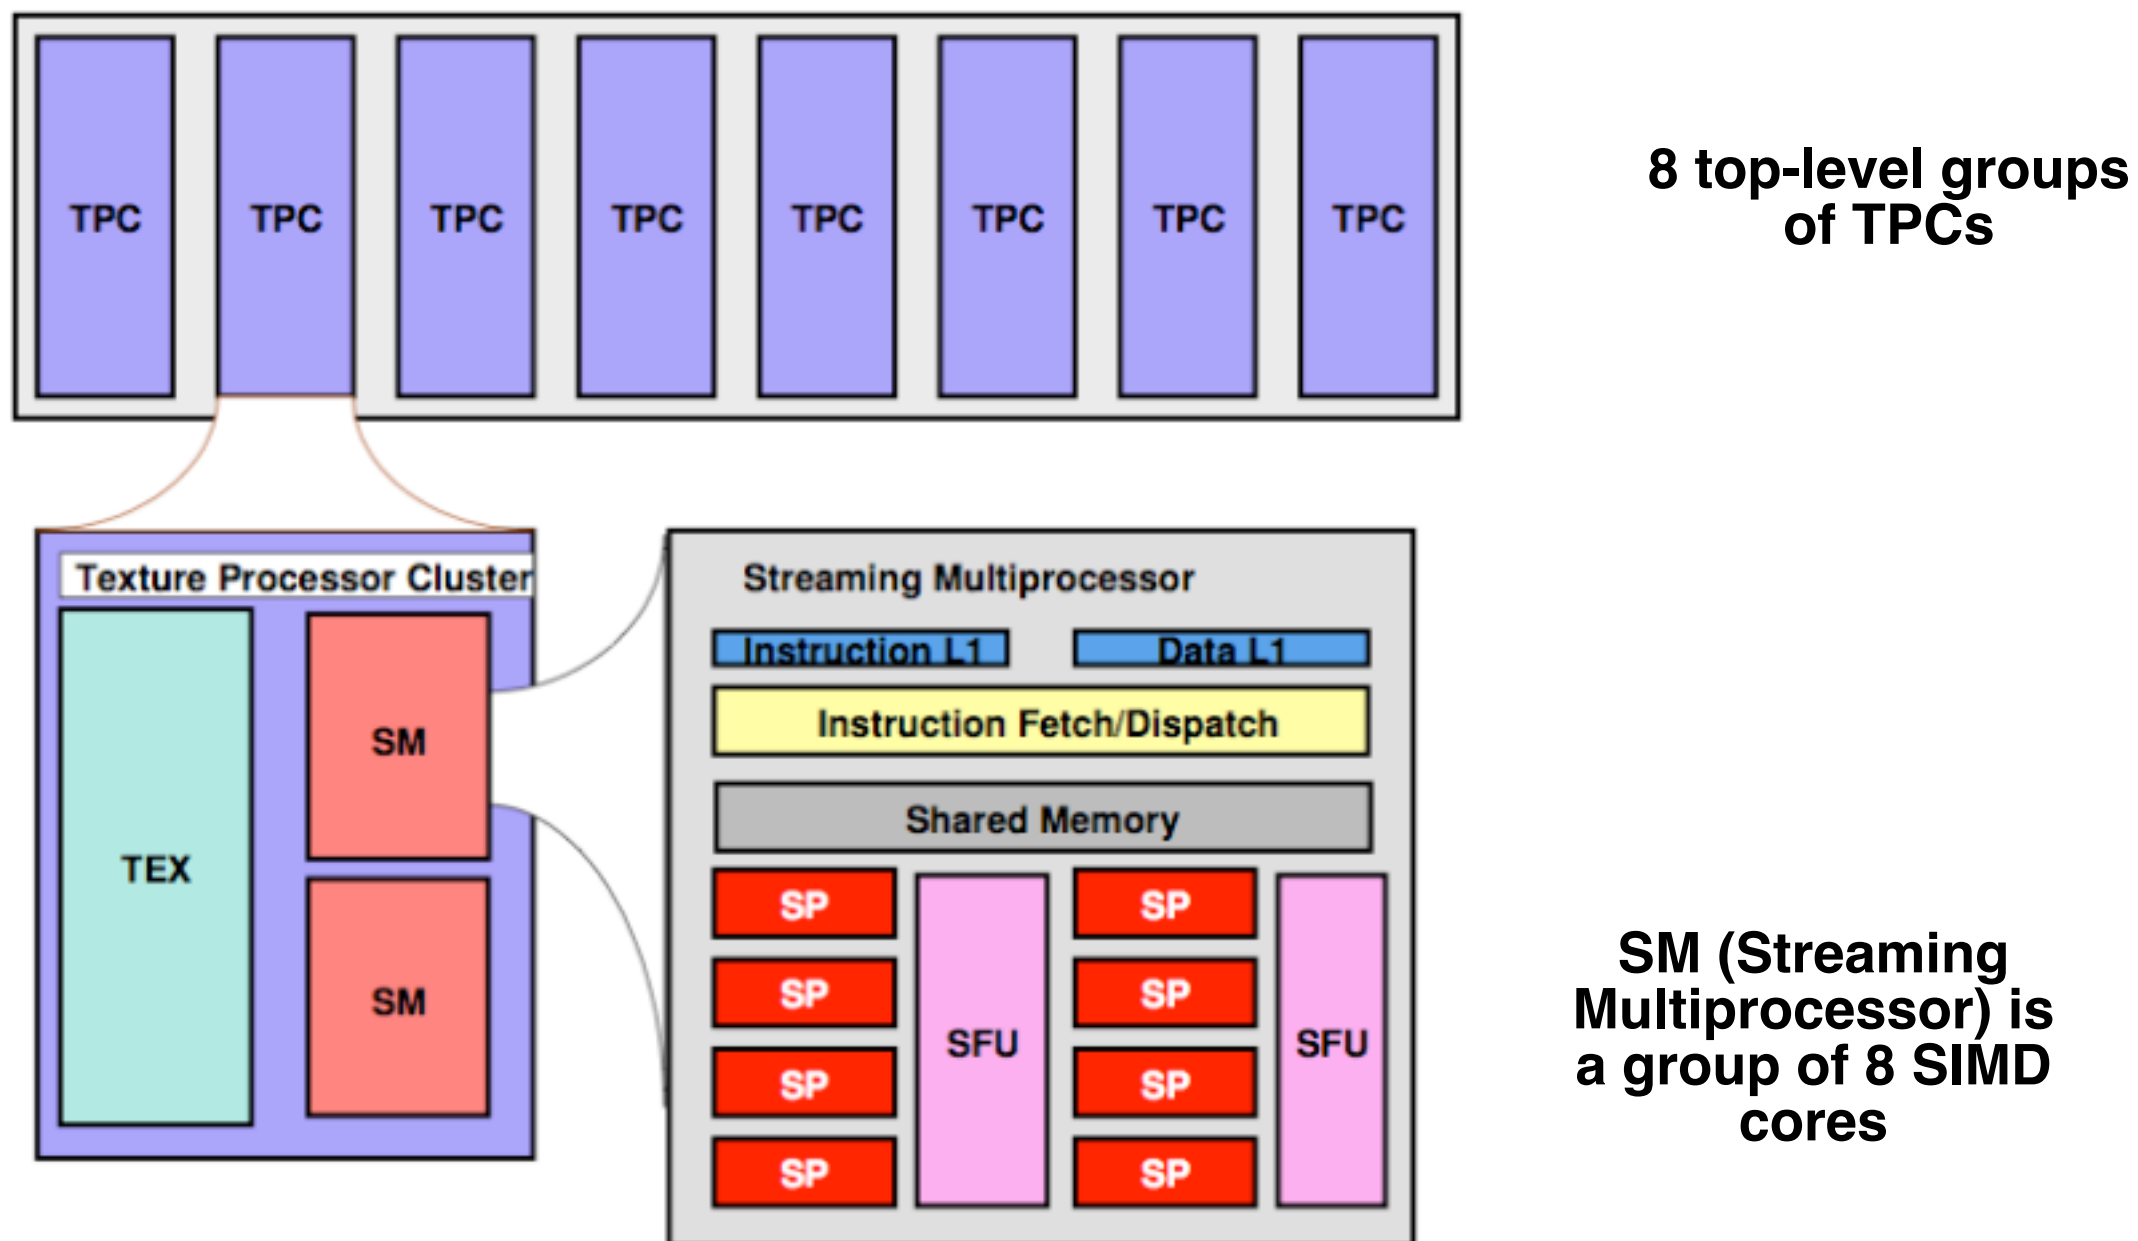 TPC TPC TPC TPC TPC TPC TPC TPC
8 top-level groups
of TPCs
Texture Processor Cluster
TEX
SM
SM
Streaming Multiprocessor
Instruction L1 Data L1
Instruction Fetch/Dispatch
Shared Memory
SP SP
SP SP
SFU SFU
SP SP
SP SP
SM (Streaming
Multiprocessor) is
a group of 8 SIMD
cores